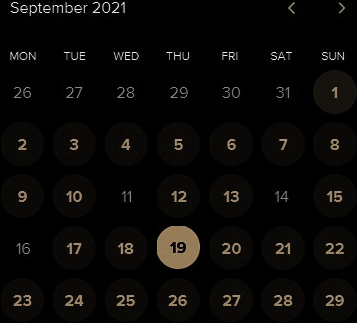 September 2021
MON TUE WED THU FRI SAT SUN
26 27 28 29 30 31 1
2 3 4 5 6 7 8
9 10 11 12 13 14 15
16 17 18 19 20 21 22
23 24 25 26 27 28 29